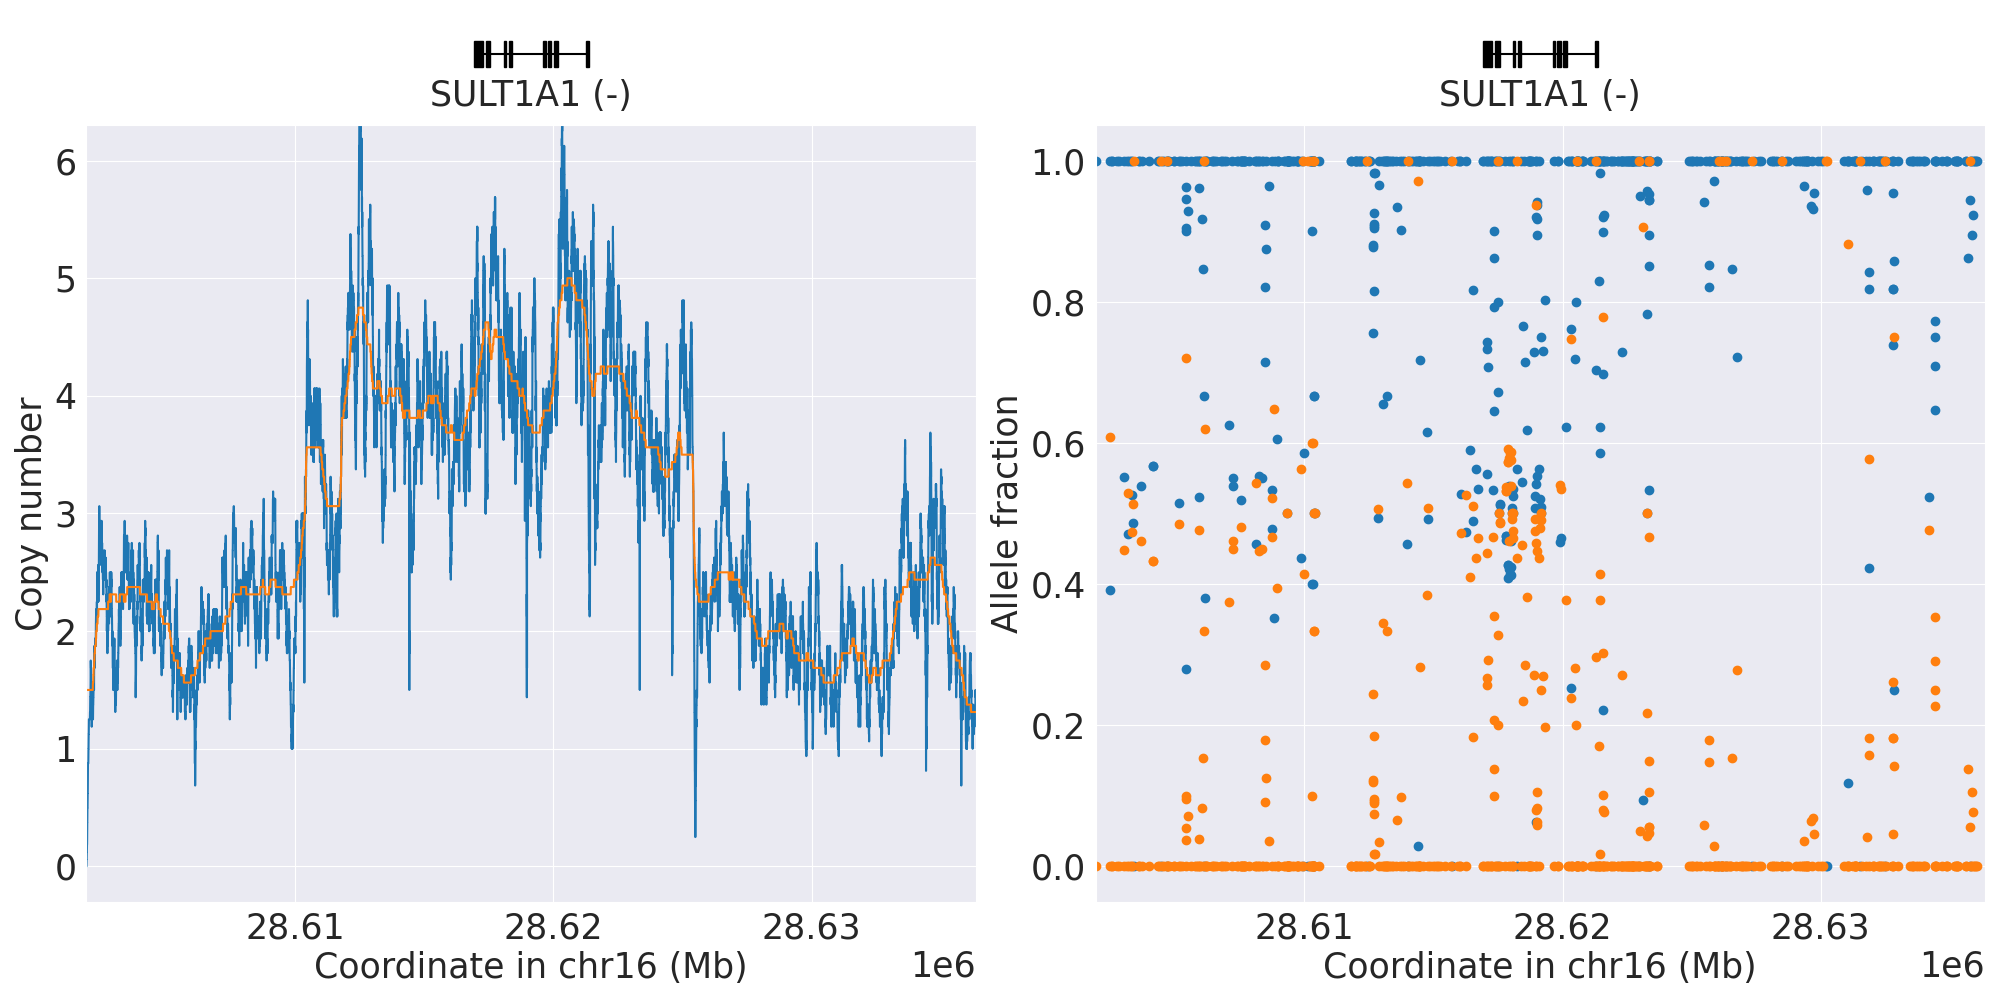 SULT1A1 (-)
Copy number
6
5
4
3
2
1
0
28.61
28.62
28.63
Coordinate in chr16 (Mb)
1e6
SULT1A1 (-)
Allele fraction
1.0
0.8
0.6
0.4
0.2
0.0
28.61
28.62
28.63
Coordinate in chr16 (Mb)
1e6